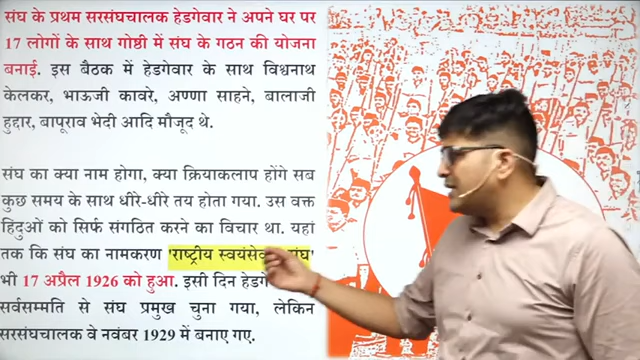 संघ के प्रथम सरसंघचालक हेडगेवार ने अपने घर पर
17 लोगों के साथ गोष्ठी में संघ के गठन की योजना
बनाई. इस बैठक में हेडगेवार के साथ विश्वनाथ
केलकर, भाऊजी कावरे, अण्णा साहने, बालाजी
हुद्दार, बापूराव भेदी आदि मौजूद थे.
संघ का क्या नाम होगा, क्या क्रियाकलाप होंगे सब
कुछ समय के साथ धीरे-धीरे तय होता गया. उस वक्त
हिंदुओं को सिर्फ संगठित करने का विचार था. यहां
तक कि संघ का नामकरण 'राष्ट्रीय स्वयंसेवक संघ'
भी 17 अप्रैल 1926 को हुआ. इसी दिन
सर्वसम्मति से संघ प्रमुख चुना गया, लेकिन
सरसंघचालक वे नवंबर 1929 में बनाए गए.